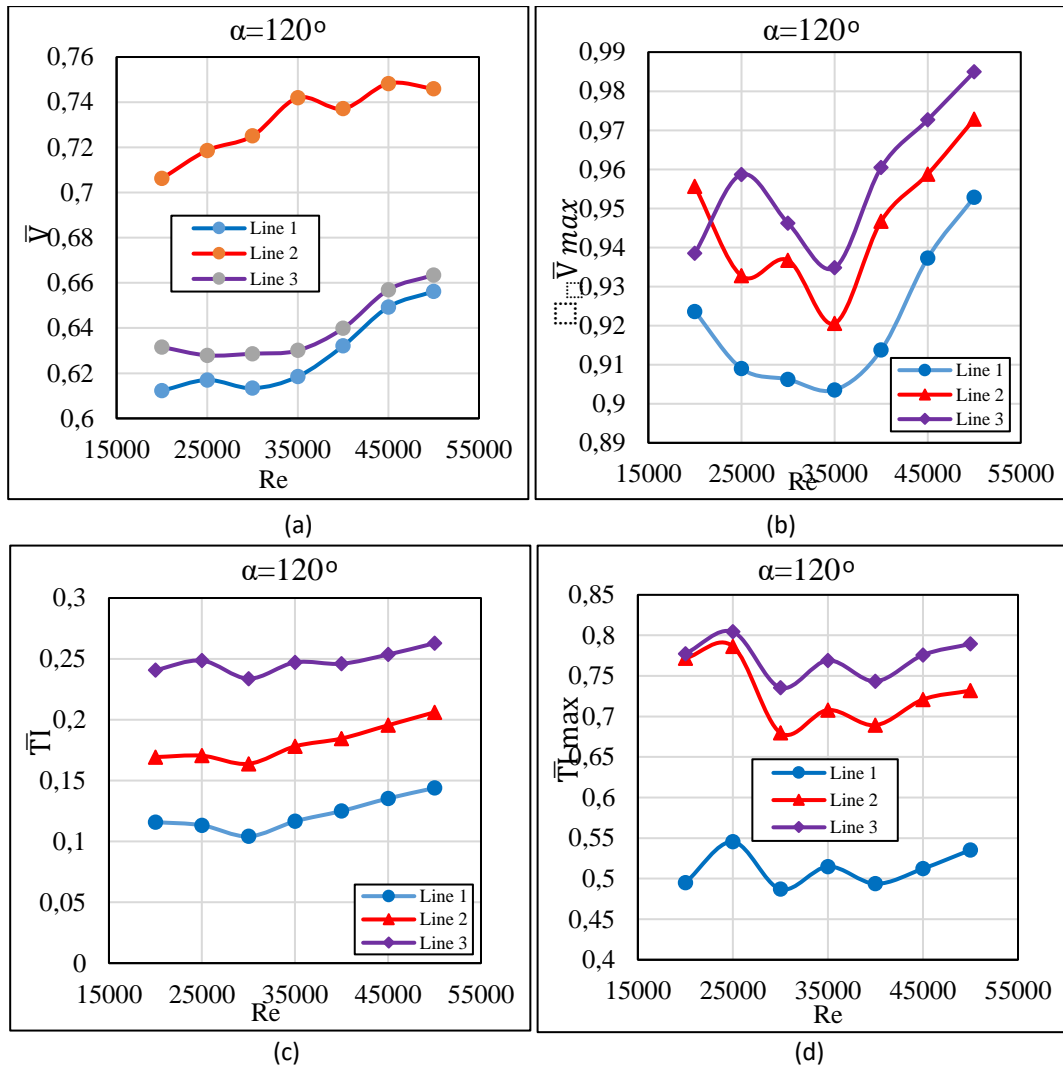 α=120°
0,76
0,74
0,72
0,7
0,68
0,66
0,64
0,62
0,6
V̅
Line 1
Line 2
Line 3
15000 25000 35000 45000 55000
Re
(a)
α=120°
0,99
0,98
0,97
0,96
0,95
0,94
0,93
0,92
0,91
0,9
0,89
V̅ max
Line 1
Line 2
Line 3
15000 25000 35000 45000 55000
Re
(b)
α=120°
0,3
0,25
0,2
0,15
0,1
0,05
0
T̅I̅
Line 1
Line 2
Line 3
15000 25000 35000 45000 55000
Re
(c)
α=120°
0,85
0,8
0,75
0,7
0,65
0,6
0,55
0,5
0,45
0,4
T̅I̅ max
Line 1
Line 2
Line 3
15000 25000 35000 45000 55000
Re
(d)